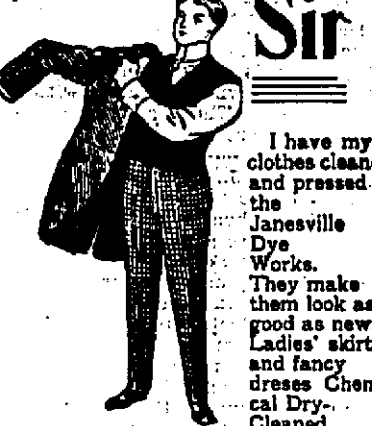 Sir
I have my
clothes clean
and pressed
the
Janesville
Dye
Works.
They make
them look as
good as new
Ladies' skirt
and fancy
dreses Chem
cal Dry-
Cleaned